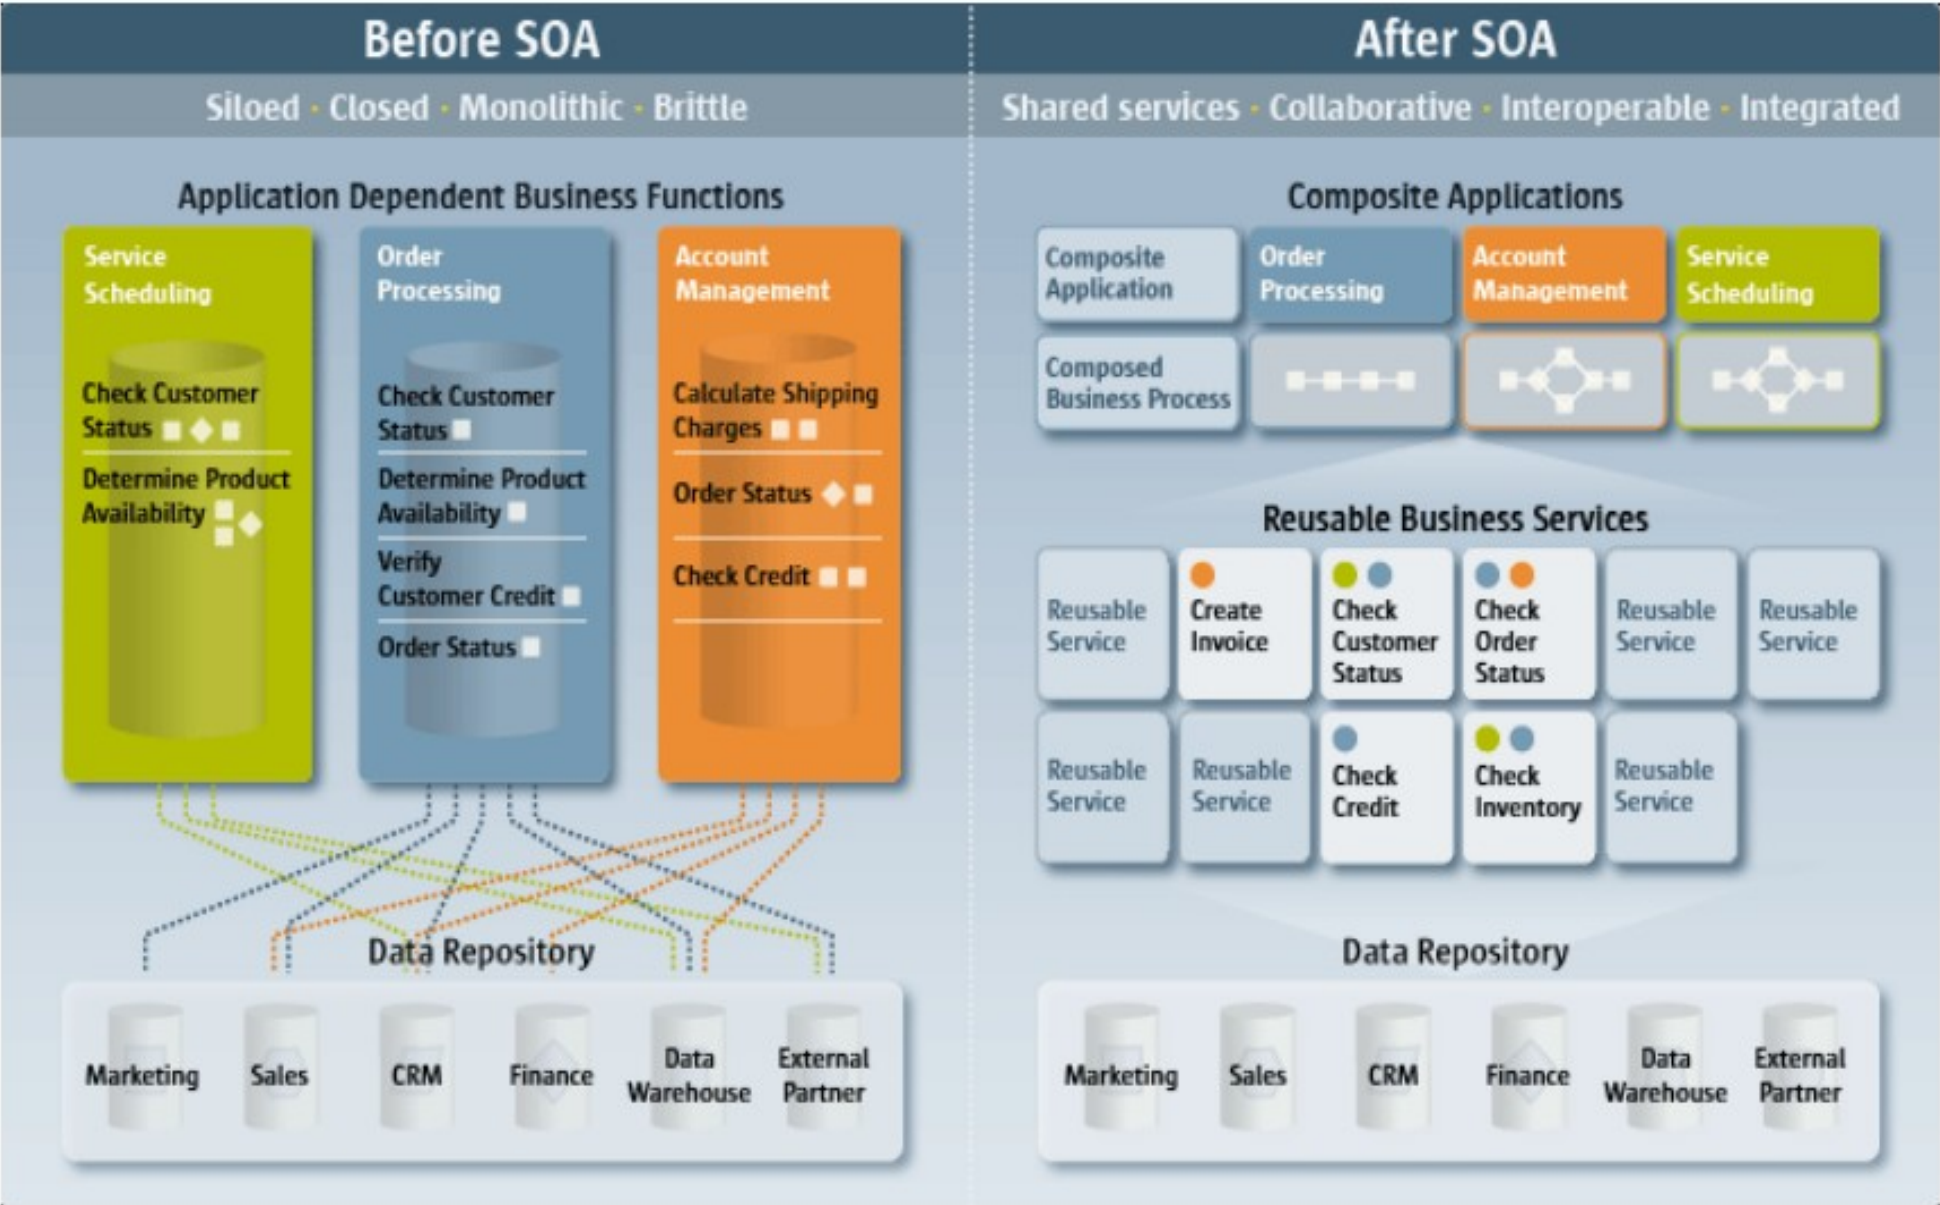 Before SOA
Siloed · Closed · Monolithic · Brittle
Application Dependent Business Functions
Service
Scheduling
Check Customer
Status
Determine Product
Availability
Order
Processing
Check Customer
Status
Determine Product
Availability
Verify
Customer Credit
Order Status
Account
Management
Calculate Shipping
Charges
Order Status
Check Credit
Data Repository
Marketing
Sales
CRM
Finance
Data
Warehouse
External
Partner
After SOA
Shared services · Collaborative · Interoperable · Integrated
Composite Applications
Composite
Application
Order
Processing
Account
Management
Service
Scheduling
Composed
Business Process
Reusable Business Services
Reusable
Service
Create
Invoice
Check
Customer
Status
Check
Order
Status
Reusable
Service
Reusable
Service
Reusable
Service
Reusable
Service
Check
Credit
Check
Inventory
Reusable
Service
Data Repository
Marketing
Sales
CRM
Finance
Data
Warehouse
External
Partner